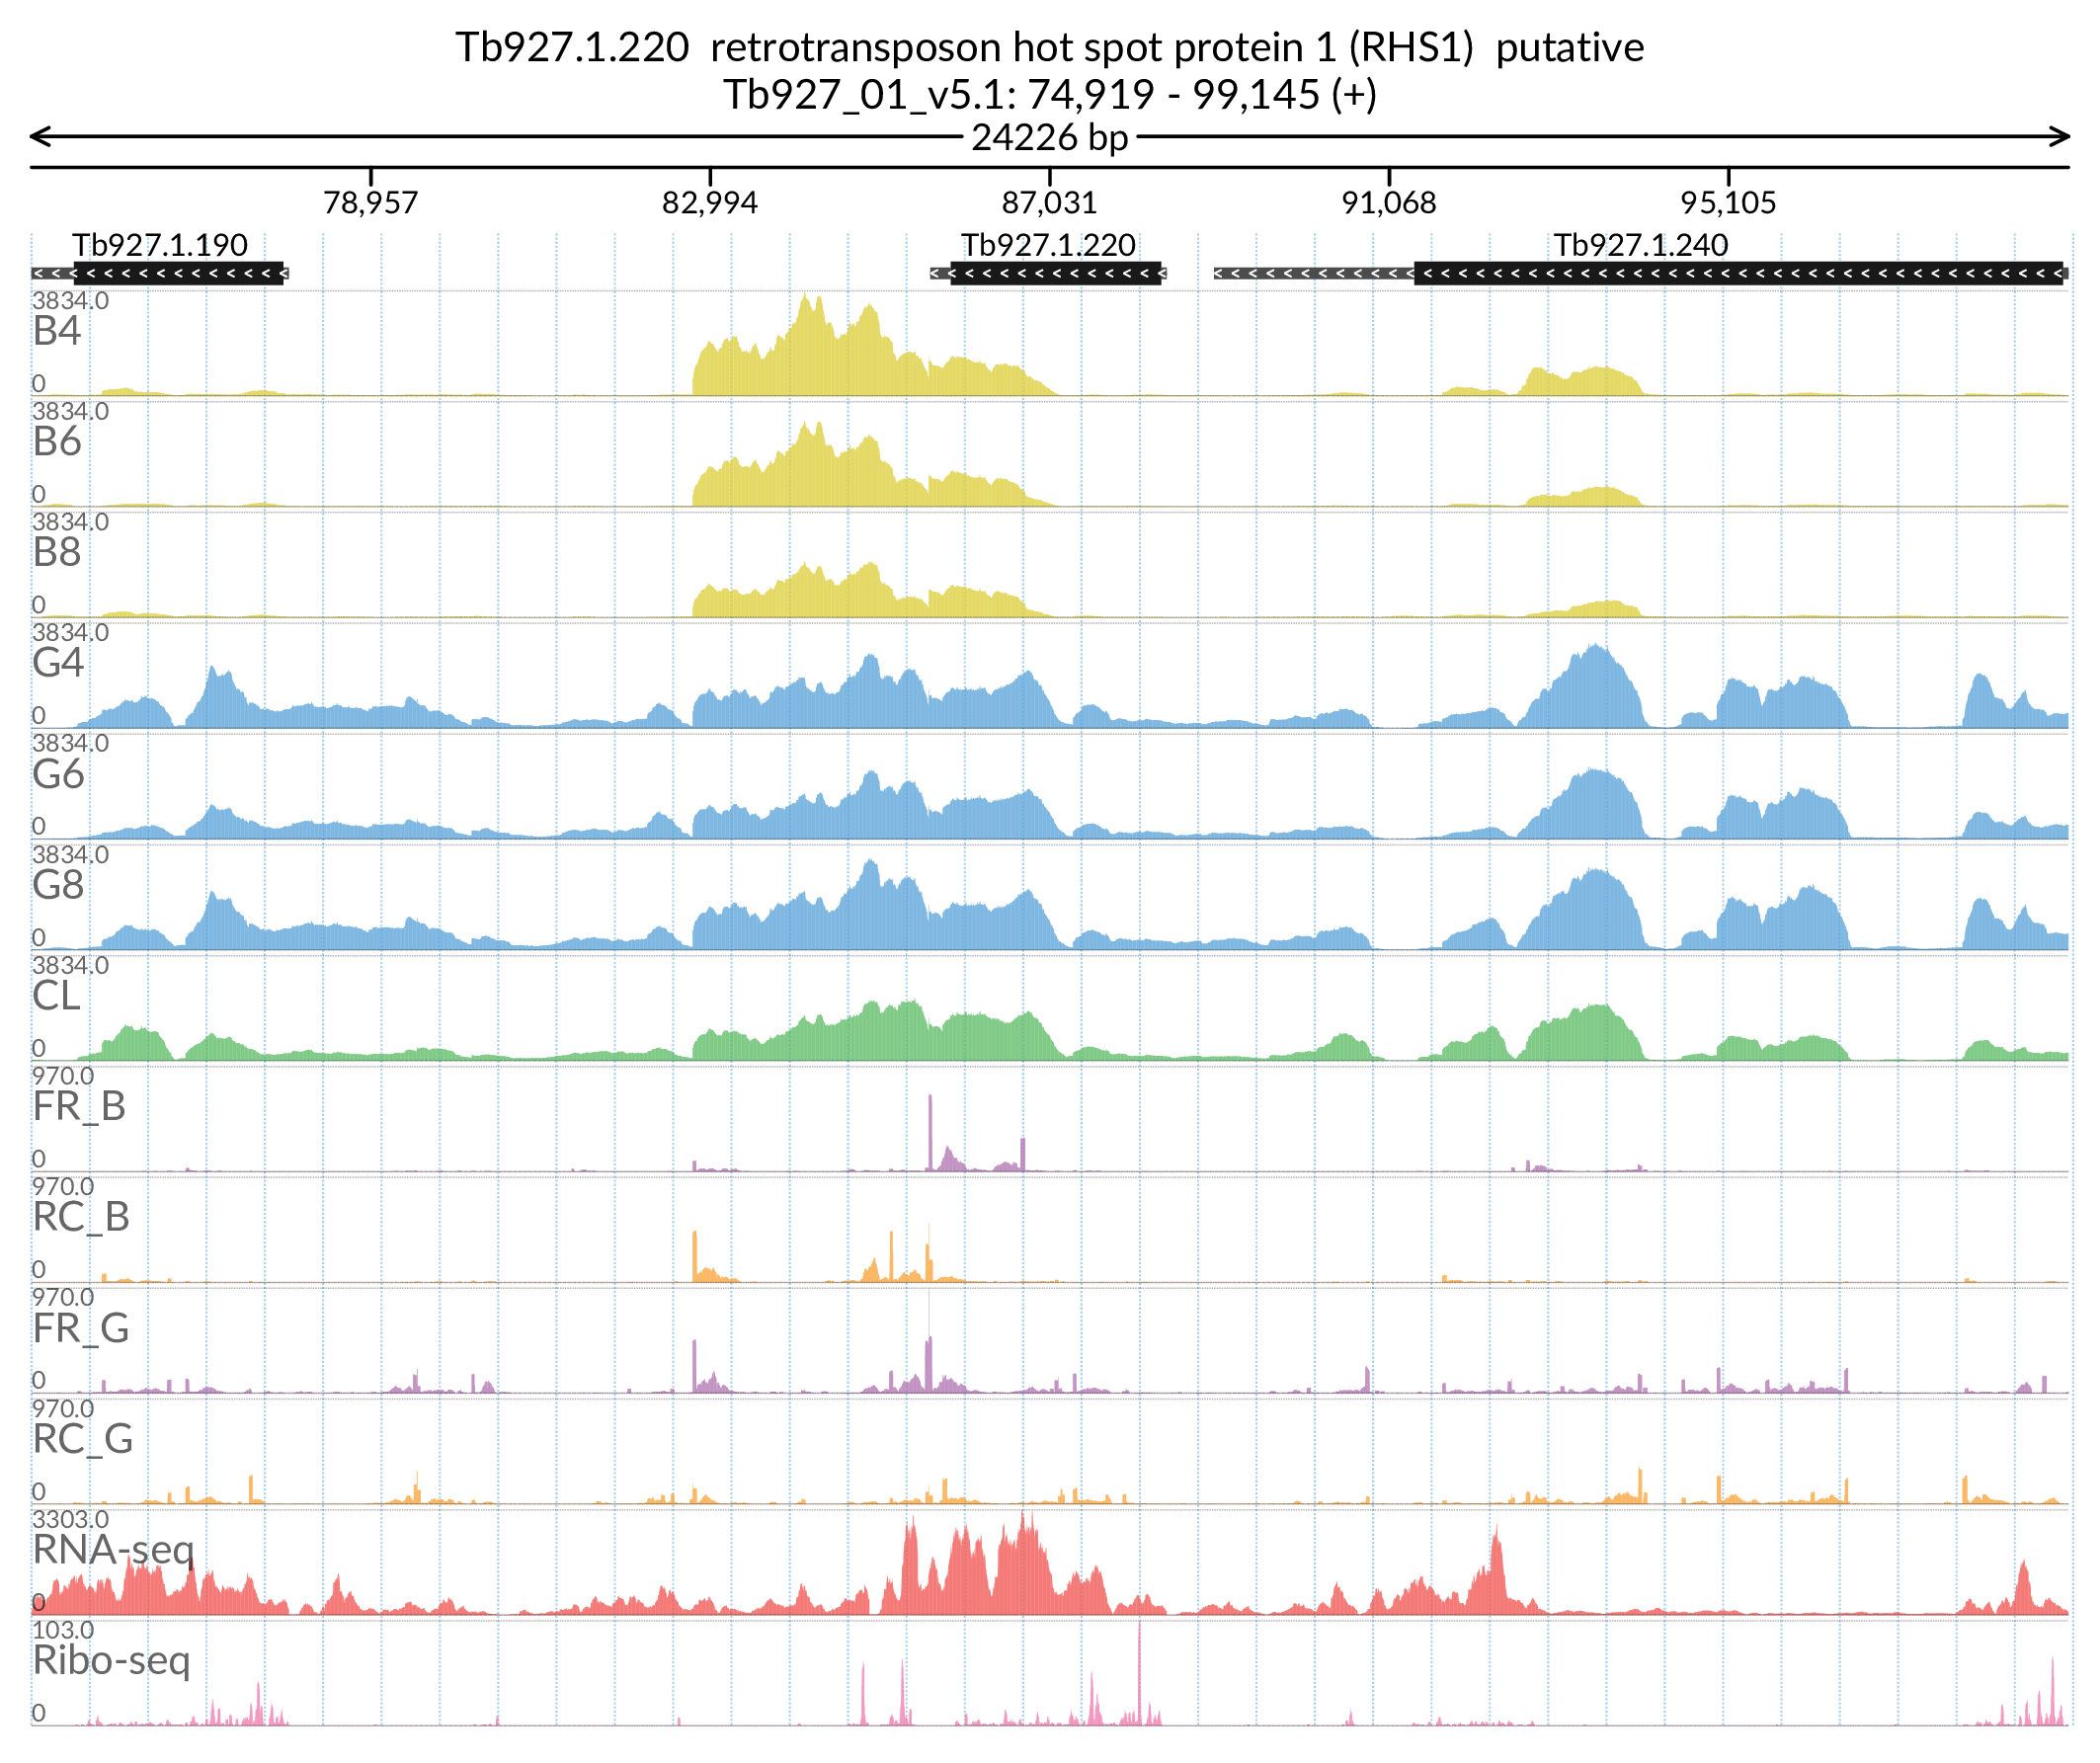 Tb927.1.220 retrotransposon hot spot protein 1 (RHS1) putative
Tb927_01_v5.1: 74,919 - 99,145 (+)
24226 bp
78,957 82,994 87,031 91,068 95,105
Tb927.1.190 Tb927.1.220 Tb927.1.240
3834.0
B4
0
3834.0
B6
0
3834.0
B8
0
3834.0
G4
0
3834.0
G6
0
3834.0
G8
0
3834.0
CL
0
970.0
FR_B
0
970.0
RC_B
0
970.0
FR_G
0
970.0
RC_G
0
3303.0
RNA-seq
0
103.0
Ribo-seq
0